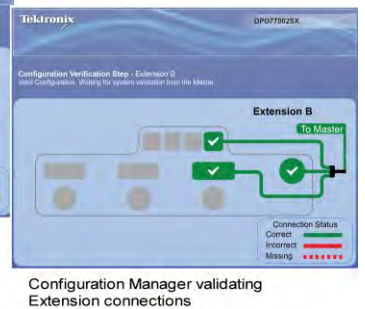 Tektronix
DPO77002SX
Configuration Verification Step - Extension B
Valid Configuration. Waiting for system validation from the Master.
Extension B
To Master
Connection Status
Correct
Incorrect
Missing
Configuration Manager validating
Extension connections